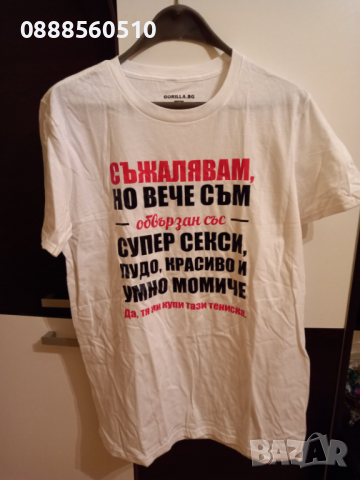 0888560510
GORILLA.BG
СЪЖАЛЯВАМ,
НО ВЕЧЕ СЪМ
обвързан със
СУПЕР СЕКСИ,
ЛУДО, КРАСИВО И
УМНО МОМИЧЕ
Да, тя ми купи тази тениска.
BAZAR